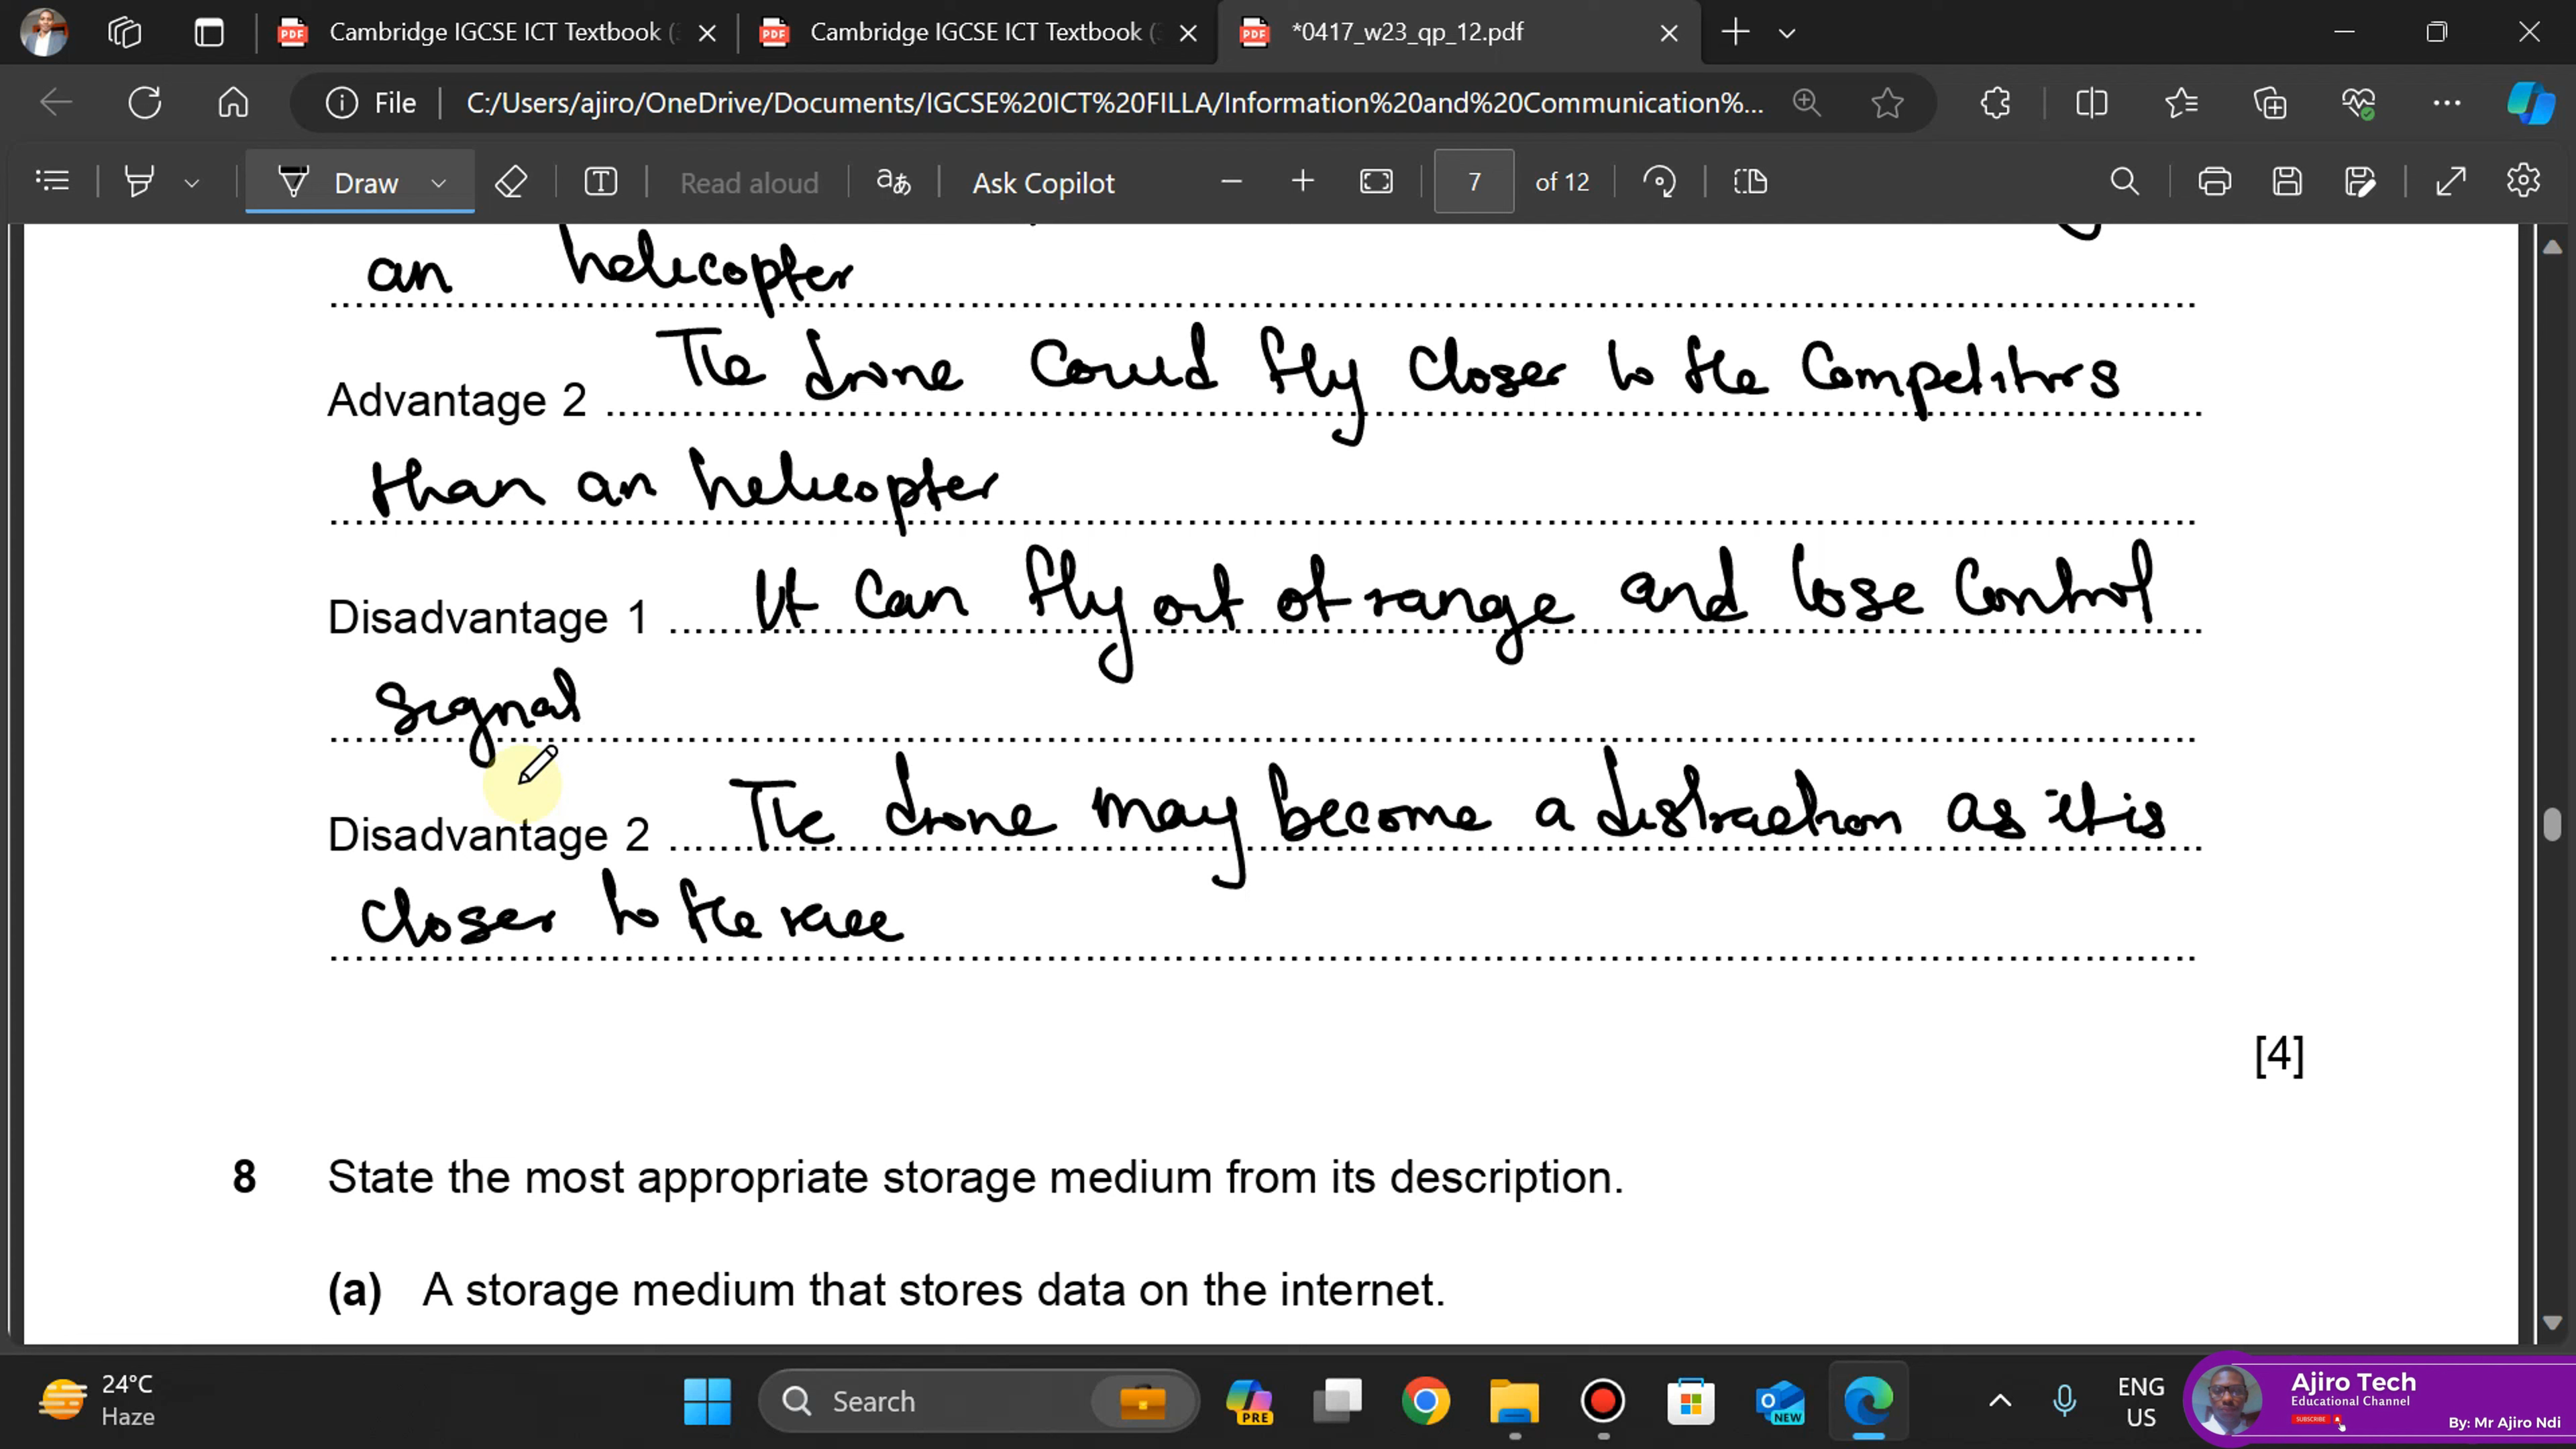 Cambridge IGCSE ICT Textbook (
Cambridge IGCSE ICT Textbook (
*0417_w23_qp_12.pdf
File
C:/Users/ajiro/OneDrive/Documents/IGCSE%20ICT%20FILLA/Information%20and%20Communication%...
Draw
Read aloud
Ask Copilot
7 of 12
an helicopter
Advantage 2 The drone could fly closer to the competitors
than an helicopter
Disadvantage 1 It can fly out of range and lose control
signal
Disadvantage 2 The drone may become a distraction as it is
closer to the race
[4]
8 State the most appropriate storage medium from its description.
(a) A storage medium that stores data on the internet.
24°C
Haze
Search
PRE
NEW
ENG
US
Ajiro Tech
Educational Channel
SUBSCRIBE
By: Mr Ajiro Ndi